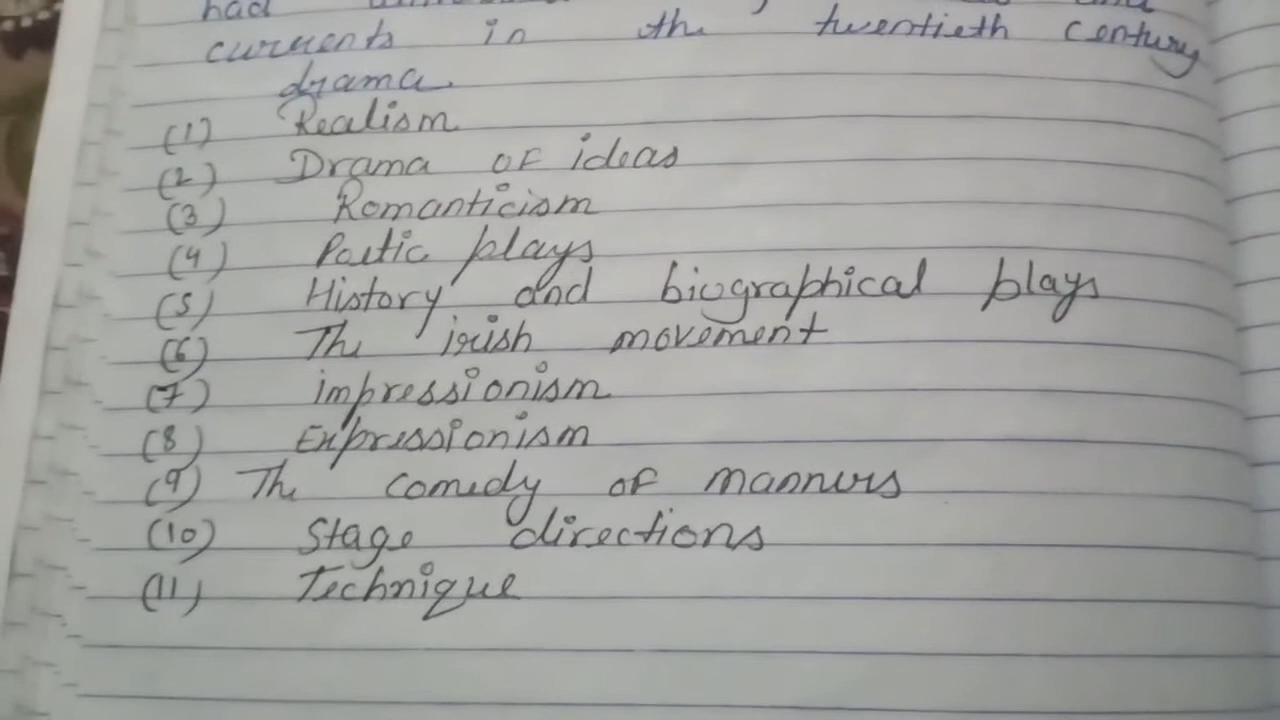 had
currents in the twentieth century
drama.
(1) Realism
(2) Drama of ideas
(3) Romanticism
(4) Poetic plays
(5) History and biographical plays
(6) The irish movement
(7) impressionism
(8) Expressionism
(9) The comedy of manners
(10) Stage directions
(11) Technique